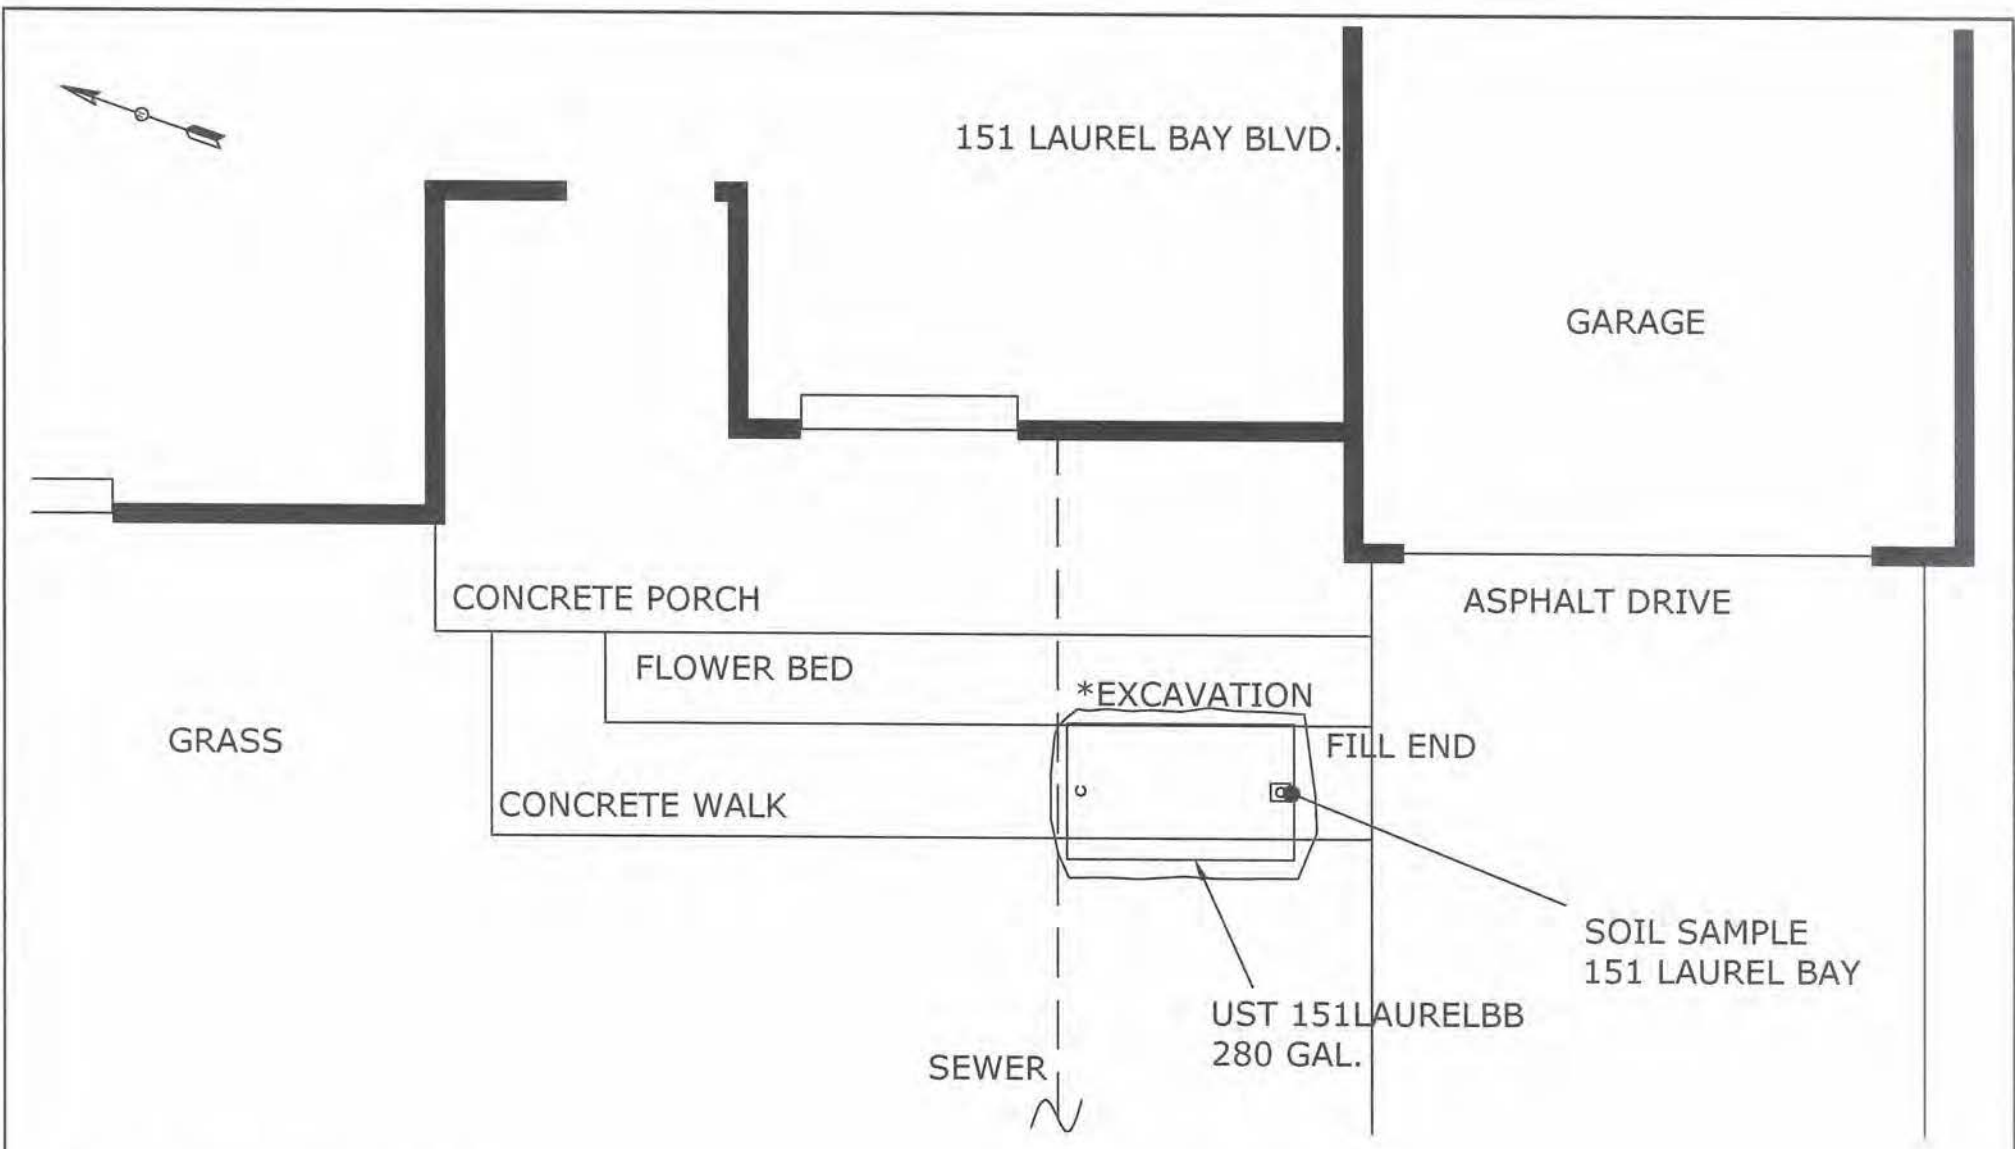 151 LAUREL BAY BLVD.
GARAGE
CONCRETE PORCH
ASPHALT DRIVE
FLOWER BED
*EXCAVATION
GRASS
FILL END
CONCRETE WALK
C
SOIL SAMPLE
151 LAUREL BAY
UST 151LAURELBB
280 GAL.
SEWER